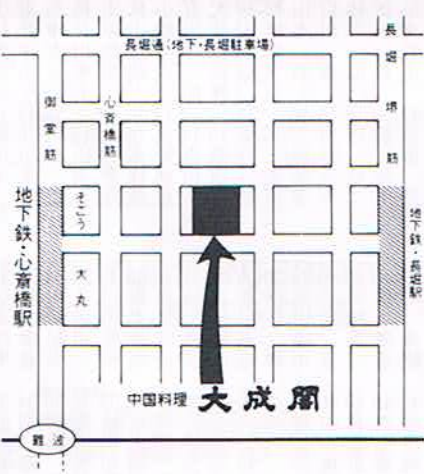 長堀通(地下・長堀駐車場)
長堀堺筋
御堂筋
心斎橋筋
地下鉄・心斎橋駅
そごう
大丸
地下鉄・長堀駅
中国料理 大成閣
難波